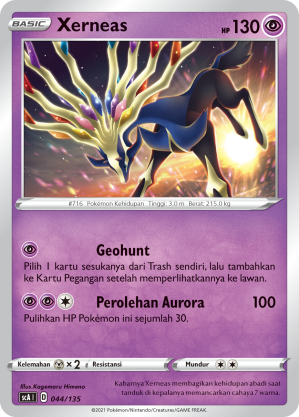 BASIC Xerneas HP 130
#716 Pokémon Kehidupan Tinggi: 3.0 m Berat: 215.0 kg
Geohunt
Pilih 1 kartu sesukanya dari Trash sendiri, lalu tambahkan
ke Kartu Pegangan setelah memperlihatkannya ke lawan.
Perolehan Aurora 100
Pulihkan HP Pokémon ini sejumlah 30.
Kelemahan × 2 Resistansi Mundur
Illus. Kagemaru Himeno
sc1 I D 044/135
Kabarnya Xerneas membagikan kehidupan abadi saat
tanduk di kepalanya memancarkan cahaya 7 warna.
©2021 Pokémon/Nintendo/Creatures/GAME FREAK.